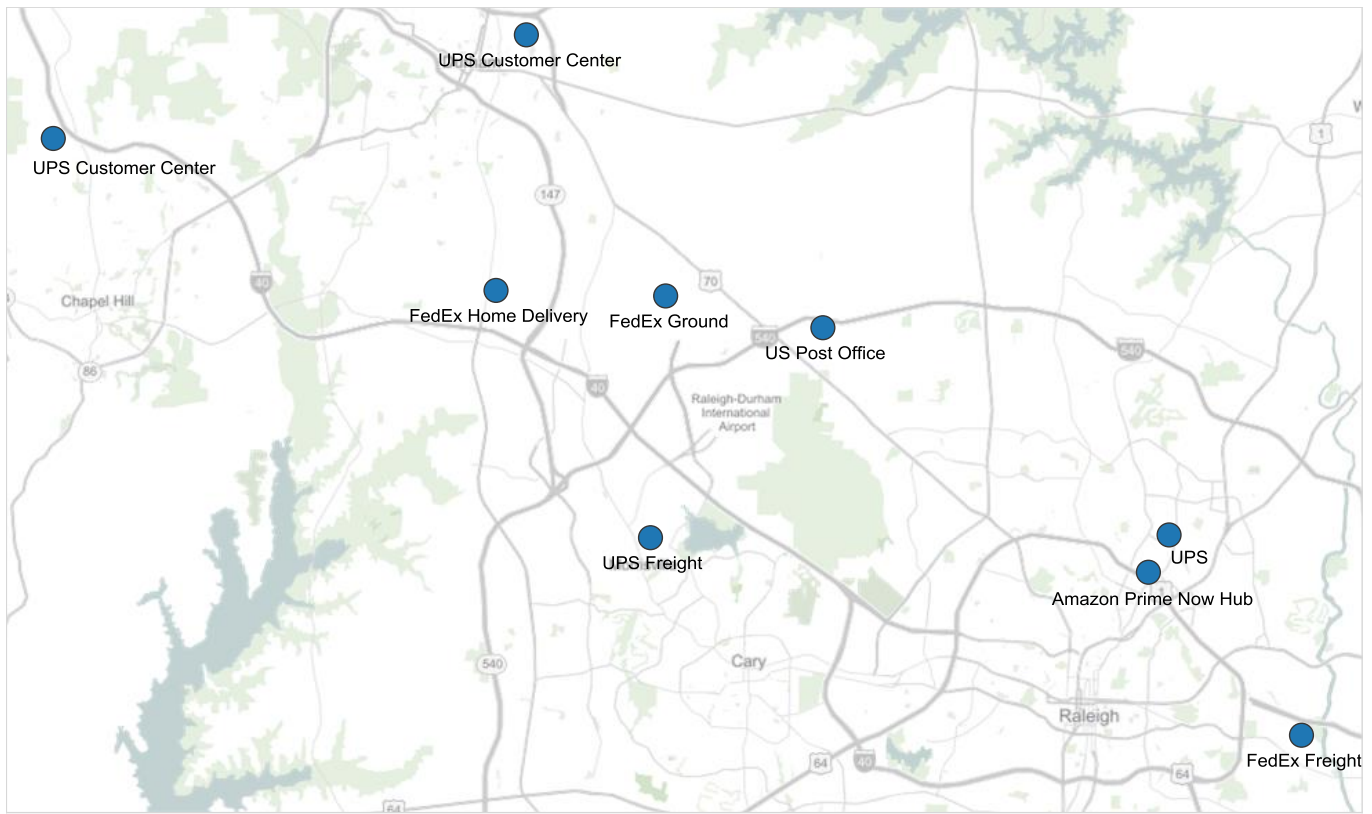 UPS Customer Center
UPS Customer Center
1
147
40
70
Chapel Hill
FedEx Home Delivery
FedEx Ground
540
US Post Office
540
86
40
Raleigh-Durham
International
Airport
UPS Freight
UPS
Amazon Prime Now Hub
540
Cary
Raleigh
FedEx Freight
64
40
64
64